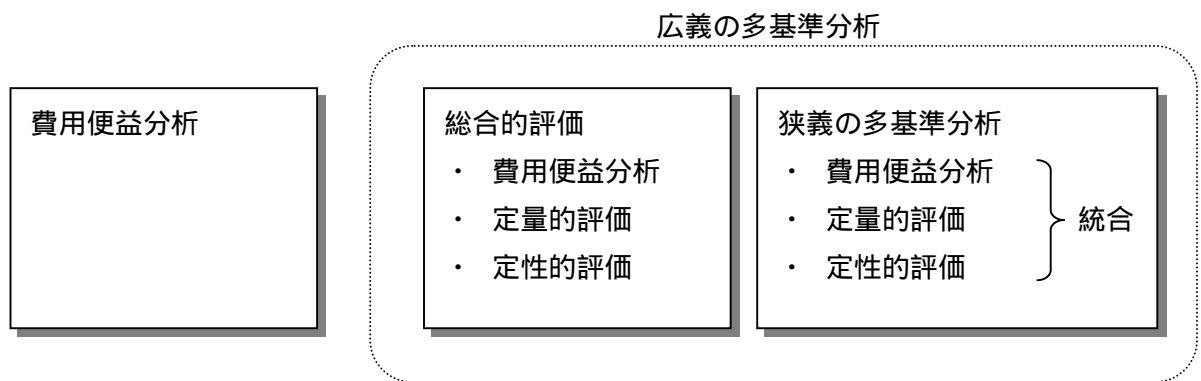 広義の多基準分析
費用便益分析
総合的評価
・ 費用便益分析
・ 定量的評価
・ 定性的評価
狭義の多基準分析
・ 費用便益分析
・ 定量的評価
・ 定性的評価
統合